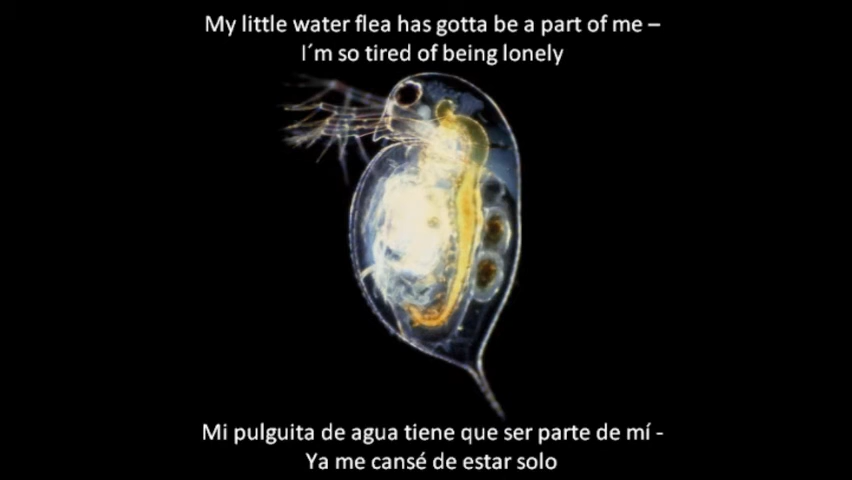 My little water flea has gotta be a part of me –
I´m so tired of being lonely
Mi pulguita de agua tiene que ser parte de mí -
Ya me cansé de estar solo